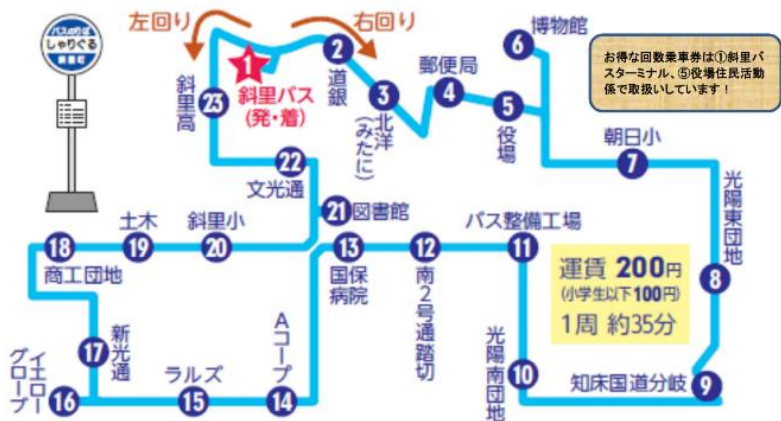 バスのりば
しゃりぐる
斜里町
左回り
右回り
1
斜里バス
(発・着)
2
道銀
3
北洋
(みたに)
4
郵便局
5
役場
6
博物館
お得な回数乗車券は①斜里バ
スターミナル、⑤役場住民活動
係で取扱いしています!
7
朝日小
8
光陽東団地
9
知床国道分岐
10
光陽南団地
11
バス整備工場
12
南2号通踏切
13
国保
病院
14
Aコープ
15
ラルズ
16
イエロー
グローブ
17
新光通
18
商工団地
19
土木
20
斜里小
21
図書館
22
文光通
23
斜里高
運賃 200円
(小学生以下100円)
1周 約35分